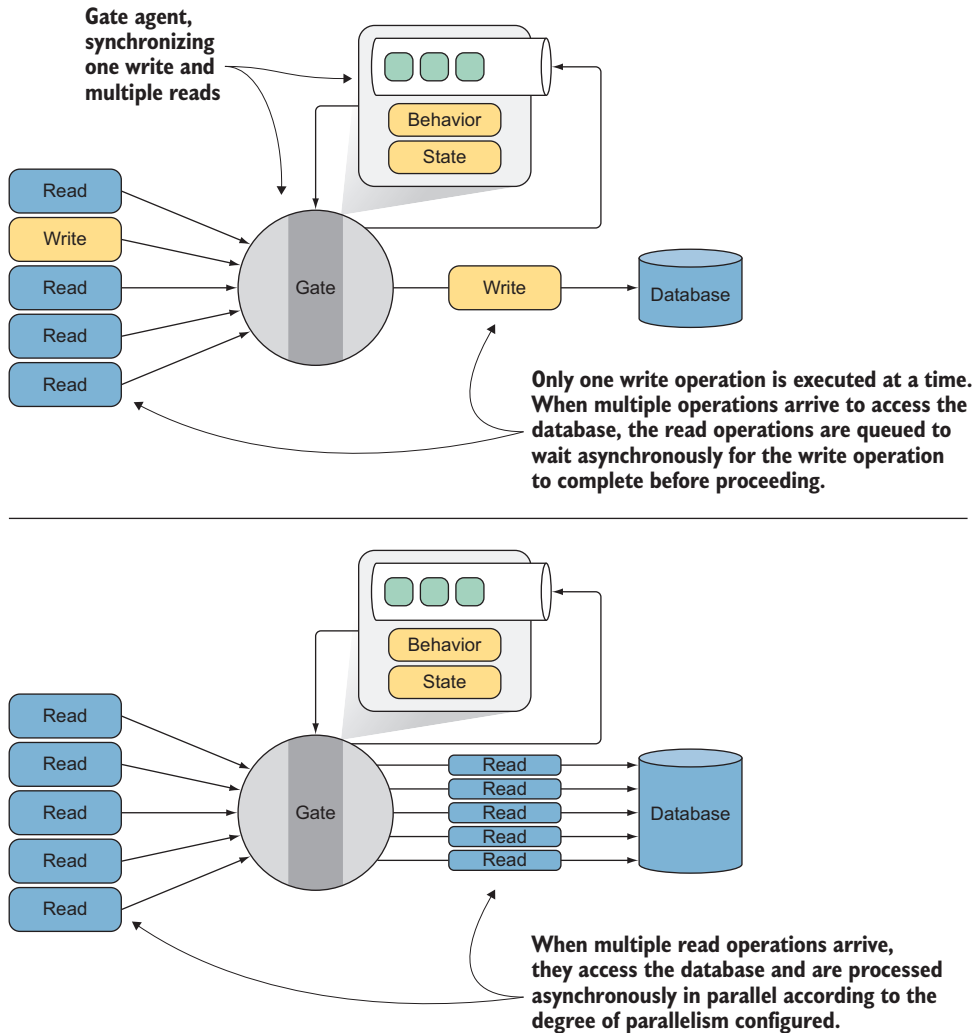 Gate agent,
synchronizing
one write and
multiple reads
Behavior
State
Read
Write
Read
Read
Read
Gate
Write
Database
Only one write operation is executed at a time.
When multiple operations arrive to access the
database, the read operations are queued to
wait asynchronously for the write operation
to complete before proceeding.
Behavior
State
Read
Read
Read
Read
Read
Gate
Read
Read
Read
Read
Read
Database
When multiple read operations arrive,
they access the database and are processed
asynchronously in parallel according to the
degree of parallelism configured.